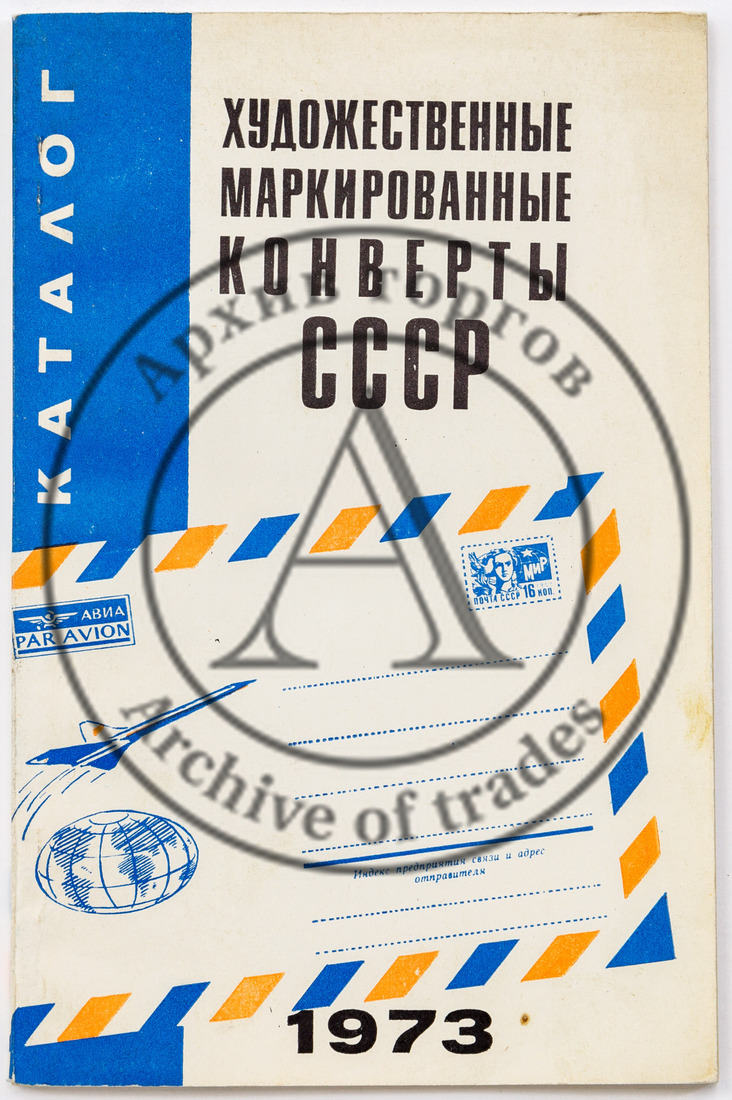 КАТАЛОГ
ХУДОЖЕСТВЕННЫЕ
МАРКИРОВАННЫЕ
КОНВЕРТЫ
СССР
Архив торгов
МИР
ПОЧТА СССР 16 КОП.
АВИА
PAR AVION
Archive of trades
Индекс предприятия связи и адрес
отправителя
1973